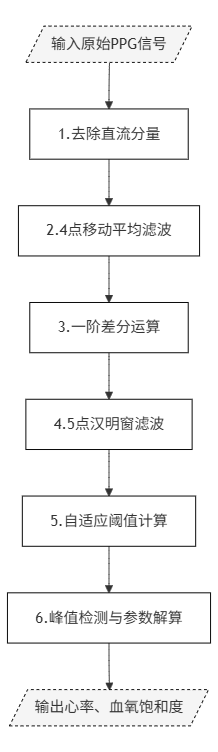 输入原始PPG信号
1.去除直流分量
2.4点移动平均滤波
3.一阶差分运算
4.5点汉明窗滤波
5.自适应阈值计算
6.峰值检测与参数解算
输出心率、血氧饱和度